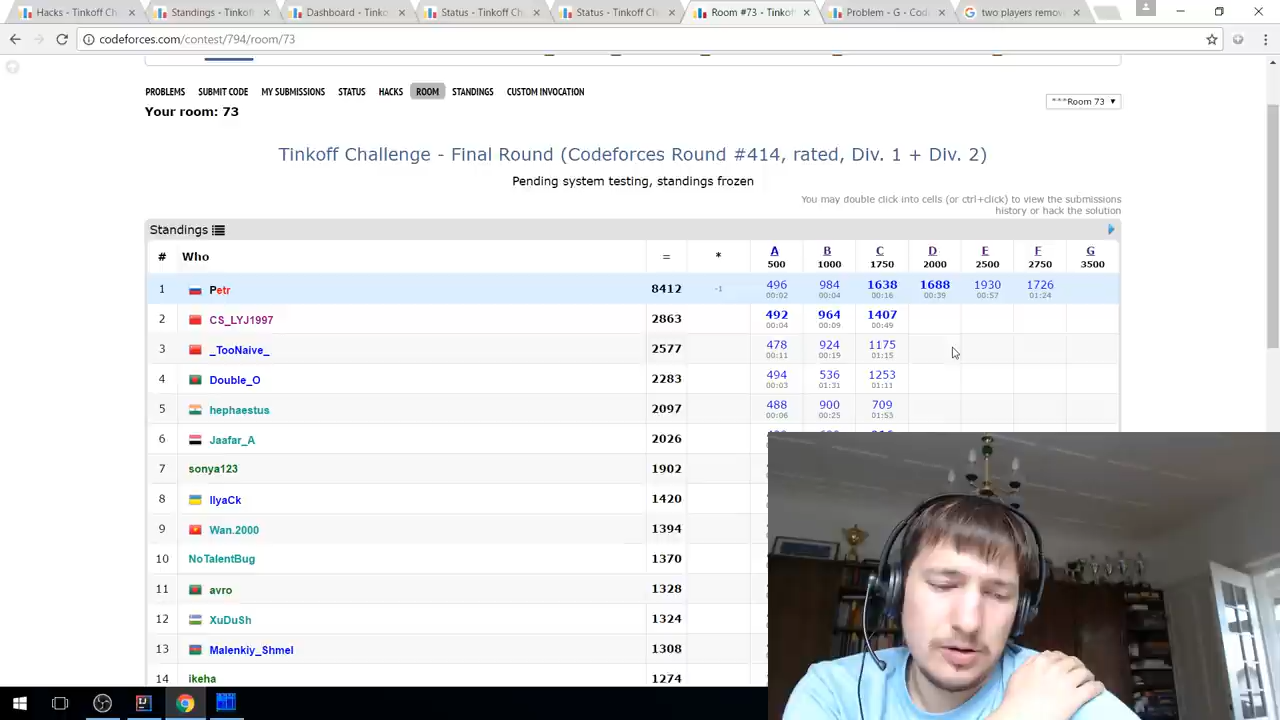 Hacks - Tinkoff C
Standings - Tinkof
Dashboard - Tinko
Status - Tinkoff Ch
Status - Tinkoff Ch
Room #73 - Tinkof
Problem - G - Cod
two players remov
codeforces.com/contest/794/room/73
PROBLEMS SUBMIT CODE MY SUBMISSIONS STATUS HACKS ROOM STANDINGS CUSTOM INVOCATION
***Room 73
Your room: 73
Tinkoff Challenge - Final Round (Codeforces Round #414, rated, Div. 1 + Div. 2)
Pending system testing, standings frozen
You may double click into cells (or ctrl+click) to view the submissions
history or hack the solution
Standings
# Who = * A B C D E F G
500 1000 1750 2000 2500 2750 3500
1 Petr 8412 -1 496 984 1638 1688 1930 1726
00:02 00:04 00:16 00:39 00:57 01:24
2 CS_LYJ1997 2863 492 964 1407
00:04 00:09 00:49
3 _TooNaive_ 2577 478 924 1175
00:11 00:19 01:15
4 Double_O 2283 494 536 1253
00:03 01:31 01:11
5 hephaestus 2097 488 900 709
00:06 00:25 01:53
6 Jaafar_A 2026
7 sonya123 1902
8 IlyaCk 1420
9 Wan.2000 1394
10 NoTalentBug 1370
11 avro 1328
12 XuDuSh 1324
13 Malenkiy_Shmel 1308
14 ikeha 1274